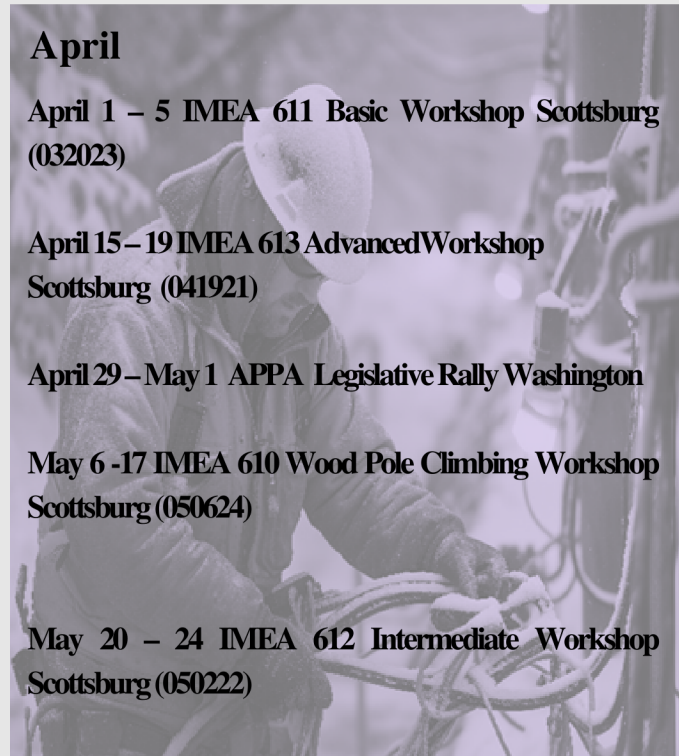 April
April 1 – 5 IMEA 611 Basic Workshop Scottsburg
(032023)
April 15 – 19 IMEA 613 AdvancedWorkshop
Scottsburg (041921)
April 29 – May 1 APPA Legislative Rally Washington
May 6 -17 IMEA 610 Wood Pole Climbing Workshop
Scottsburg (050624)
May 20 – 24 IMEA 612 Intermediate Workshop
Scottsburg (050222)